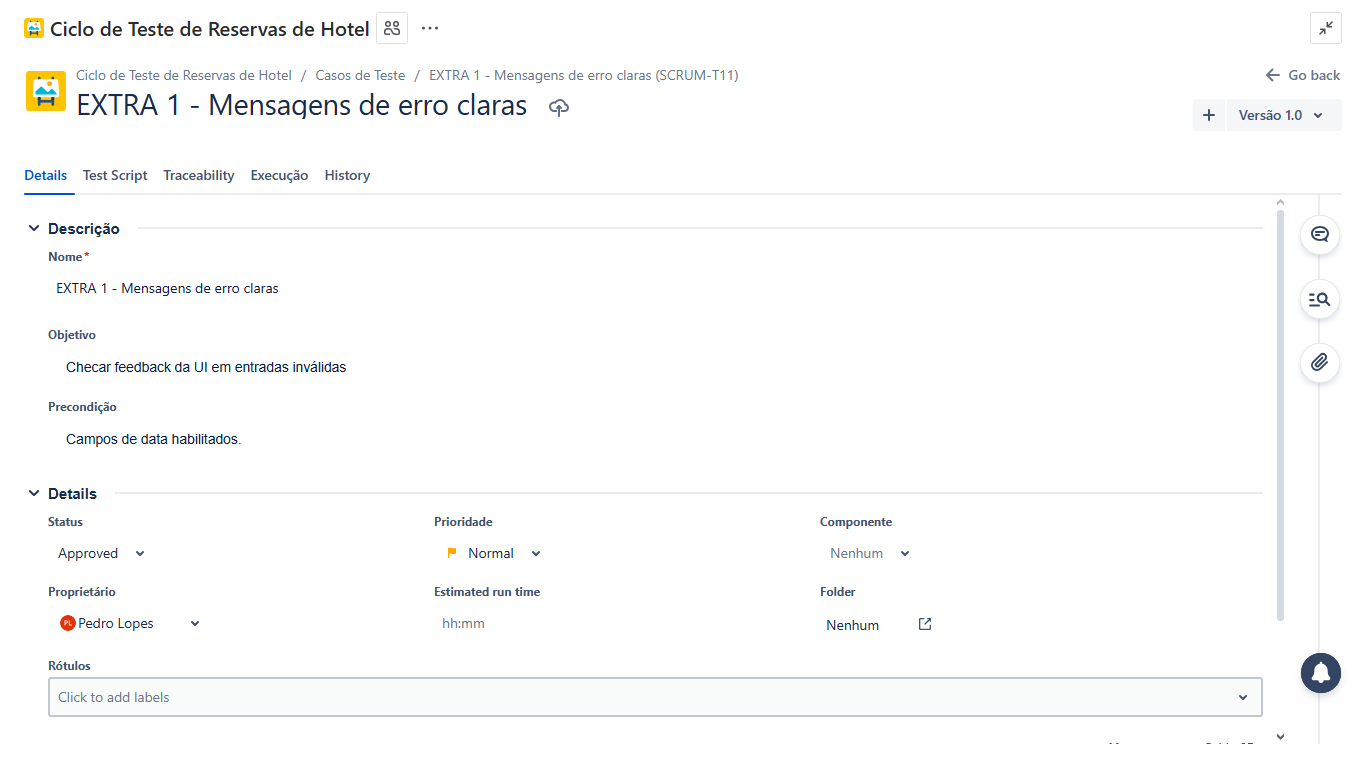 Ciclo de Teste de Reservas de Hotel
Ciclo de Teste de Reservas de Hotel / Casos de Teste / EXTRA 1 - Mensagens de erro claras (SCRUM-T11)
Go back
EXTRA 1 - Mensagens de erro claras
Versão 1.0
Details Test Script Traceability Execução History
Descrição
Nome*
EXTRA 1 - Mensagens de erro claras
Objetivo
Checar feedback da UI em entradas inválidas
Precondição
Campos de data habilitados.
Details
Status Prioridade Componente
Approved Normal Nenhum
Proprietário Estimated run time Folder
PL Pedro Lopes hh:mm Nenhum
Rótulos
Click to add labels